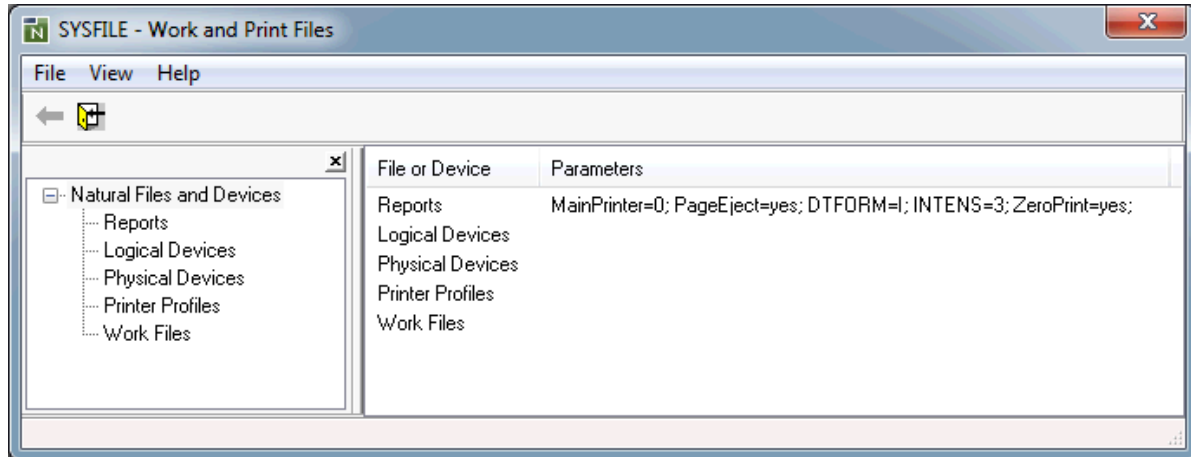 SYSFILE - Work and Print Files
File View Help
Natural Files and Devices
Reports
Logical Devices
Physical Devices
Printer Profiles
Work Files
File or Device Parameters
Reports MainPrinter=0; PageEject=yes; DTFORM=I; INTENS=3; ZeroPrint=yes;
Logical Devices
Physical Devices
Printer Profiles
Work Files